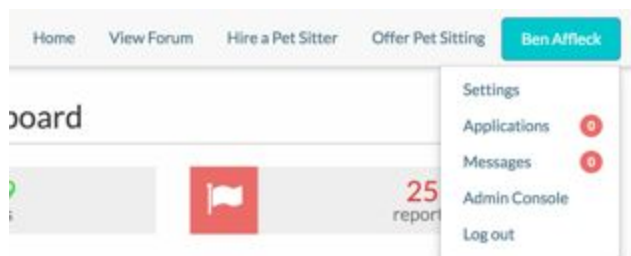 Home View Forum Hire a Pet Sitter Offer Pet Sitting Ben Affleck
Settings
Applications 0
Messages 0
Admin Console
Log out
board
25
report